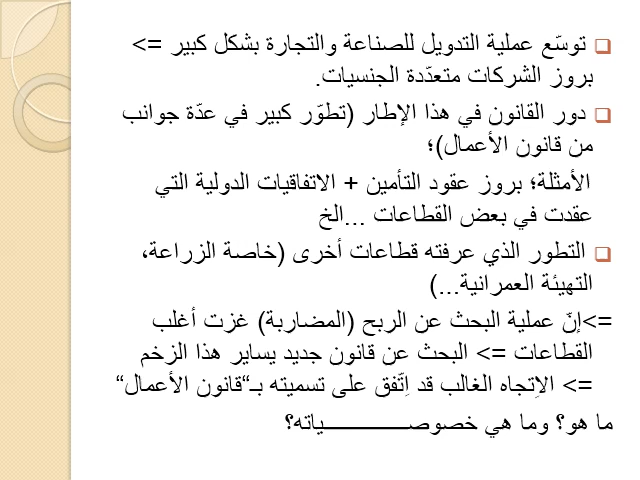 توسّع عملية التدويل للصناعة والتجارة بشكل كبير =>
بروز الشركات متعدّدة الجنسيات.
دور القانون في هذا الإطار (تطوّر كبير في عدّة جوانب
من قانون الأعمال)؛
الأمثلة؛ بروز عقود التأمين + الاتفاقيات الدولية التي
عقدت في بعض القطاعات ...الخ
التطور الذي عرفته قطاعات أخرى (خاصة الزراعة،
التهيئة العمرانية...)
=>إنّ عملية البحث عن الربح (المضاربة) غزت أغلب
القطاعات => البحث عن قانون جديد يساير هذا الزخم
=> الاِتجاه الغالب قد اِتّفق على تسميته بـ“قانون الأعمال“
ما هو؟ وما هي خصوصـــــــــــــــياته؟